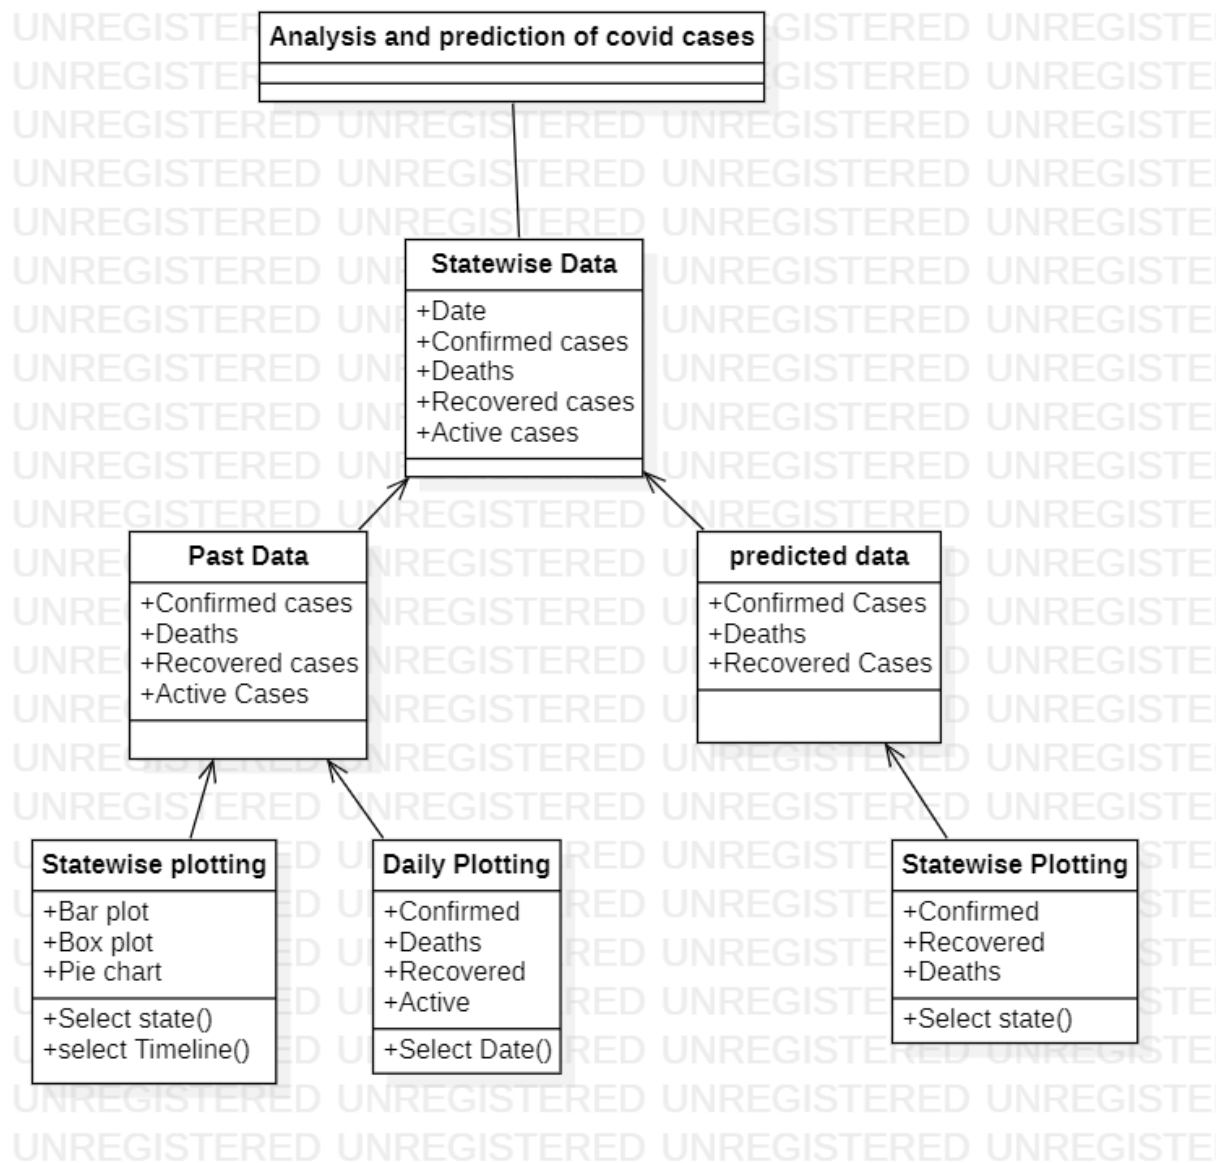 Analysis and prediction of covid cases
Statewise Data
+Date
+Confirmed cases
+Deaths
+Recovered cases
+Active cases
Past Data
+Confirmed cases
+Deaths
+Recovered cases
+Active Cases
predicted data
+Confirmed Cases
+Deaths
+Recovered Cases
Statewise plotting
+Bar plot
+Box plot
+Pie chart
+Select state()
+select Timeline()
Daily Plotting
+Confirmed
+Deaths
+Recovered
+Active
+Select Date()
Statewise Plotting
+Confirmed
+Recovered
+Deaths
+Select state()
UNREGISTERED